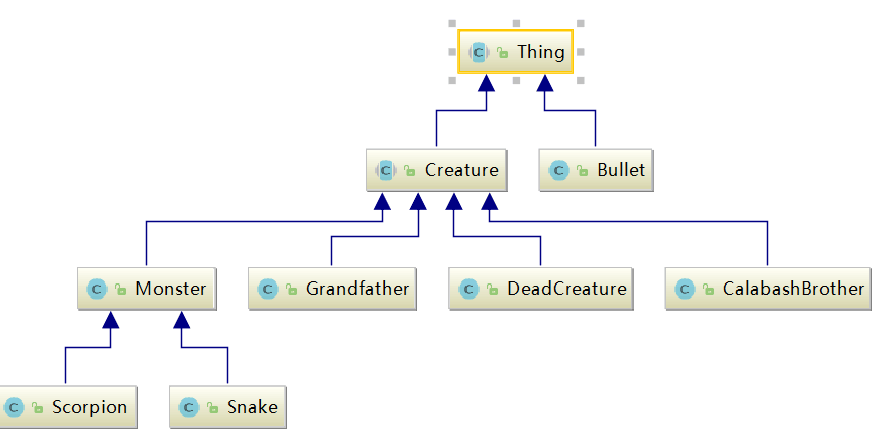 Thing
Creature
Bullet
Monster
Grandfather
DeadCreature
CalabashBrother
Scorpion
Snake